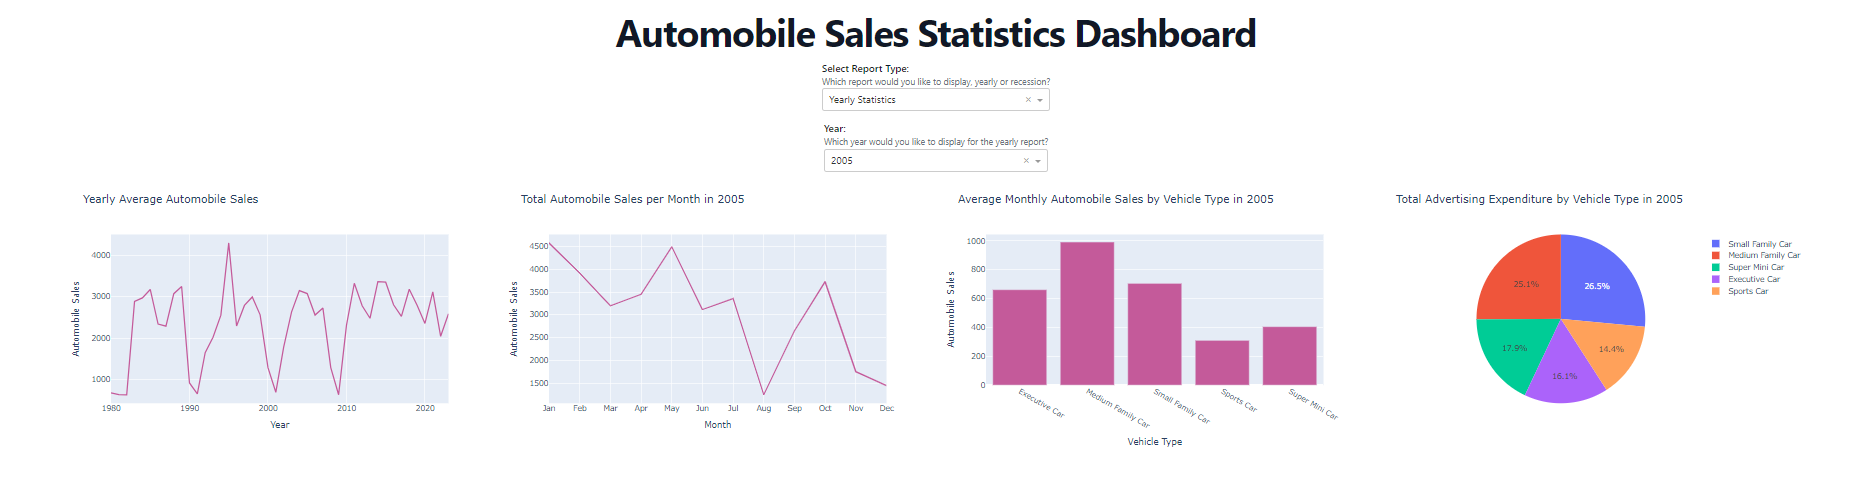 Automobile Sales Statistics Dashboard
Select Report Type:
Which report would you like to display, yearly or recession?
Yearly Statistics
×
Year:
Which year would you like to display for the yearly report?
2005
×
Yearly Average Automobile Sales
Automobile Sales
4000
3000
2000
1000
1980 1990 2000 2010 2020
Year
Total Automobile Sales per Month in 2005
Automobile Sales
4500
4000
3500
3000
2500
2000
1500
Jan Feb Mar Apr May Jun Jul Aug Sep Oct Nov Dec
Month
Average Monthly Automobile Sales by Vehicle Type in 2005
Automobile Sales
1000
800
600
400
200
0
Executive Car
Medium Family Car
Small Family Car
Sports Car
Super Mini Car
Vehicle Type
Total Advertising Expenditure by Vehicle Type in 2005
25.1%
26.5%
17.9%
14.4%
16.1%
Small Family Car
Medium Family Car
Super Mini Car
Executive Car
Sports Car